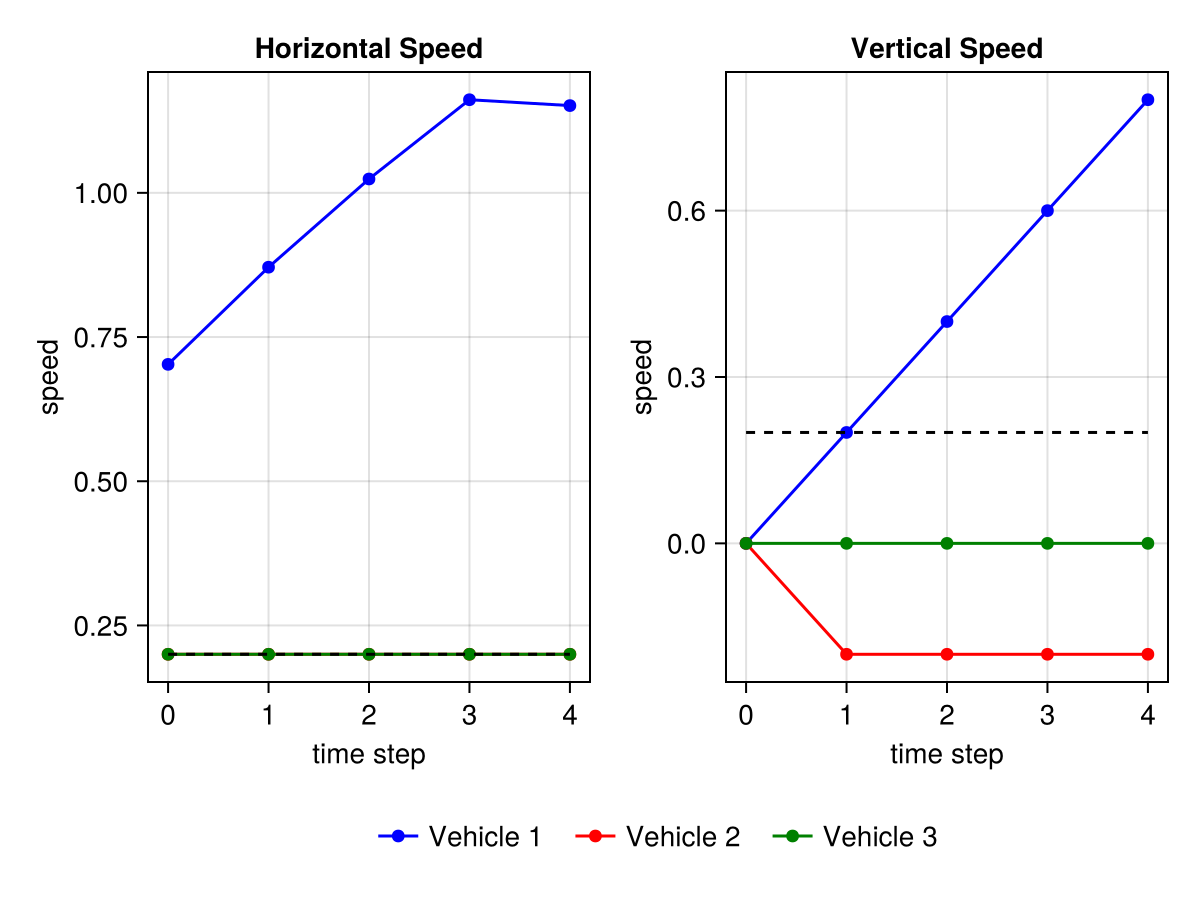 Horizontal Speed
speed
1.00
0.75
0.50
0.25
0 1 2 3 4
time step
Vertical Speed
speed
0.6
0.3
0.0
0 1 2 3 4
time step
Vehicle 1 Vehicle 2 Vehicle 3